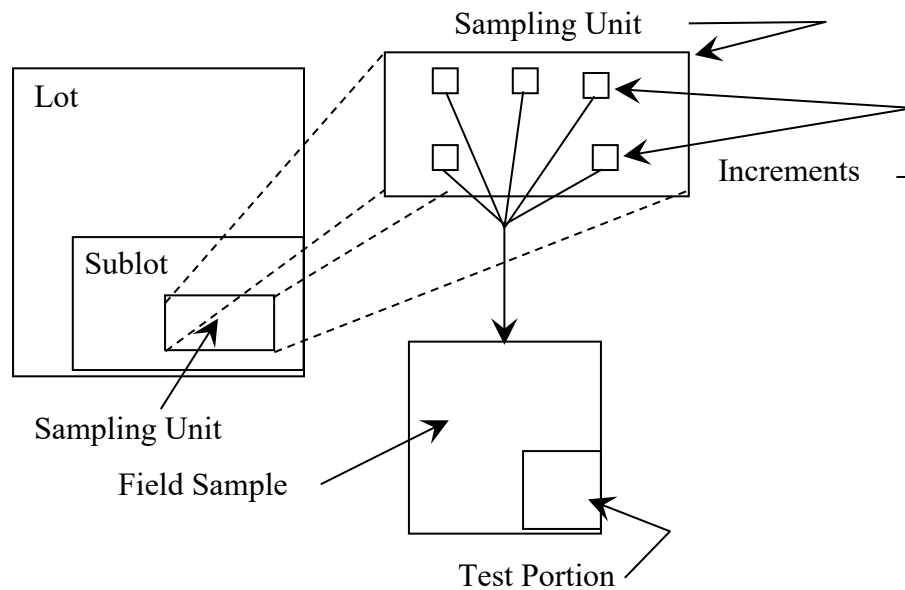 Sampling Unit
Lot
Increments
Sublot
Sampling Unit
Field Sample
Test Portion